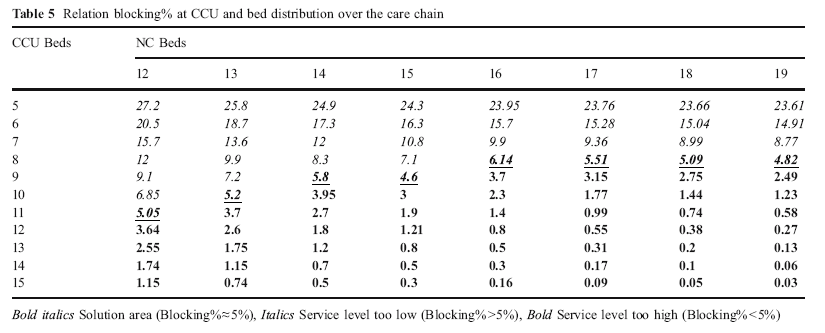 Table 5 Relation blocking% at CCU and bed distribution over the care chain
CCU Beds NC Beds
12 13 14 15 16 17 18 19
5 27.2 25.8 24.9 24.3 23.95 23.76 23.66 23.61
6 20.5 18.7 17.3 16.3 15.7 15.28 15.04 14.91
7 15.7 13.6 12 10.8 9.9 9.36 8.99 8.77
8 12 9.9 8.3 7.1 6.14 5.51 5.09 4.82
9 9.1 7.2 5.8 4.6 3.7 3.15 2.75 2.49
10 6.85 5.2 3.95 3 2.3 1.77 1.44 1.23
11 5.05 3.7 2.7 1.9 1.4 0.99 0.74 0.58
12 3.64 2.6 1.8 1.21 0.8 0.55 0.38 0.27
13 2.55 1.75 1.2 0.8 0.5 0.31 0.2 0.13
14 1.74 1.15 0.7 0.5 0.3 0.17 0.1 0.06
15 1.15 0.74 0.5 0.3 0.16 0.09 0.05 0.03
Bold italics Solution area (Blocking%≈5%), Italics Service level too low (Blocking%>5%), Bold Service level too high (Blocking%<5%)